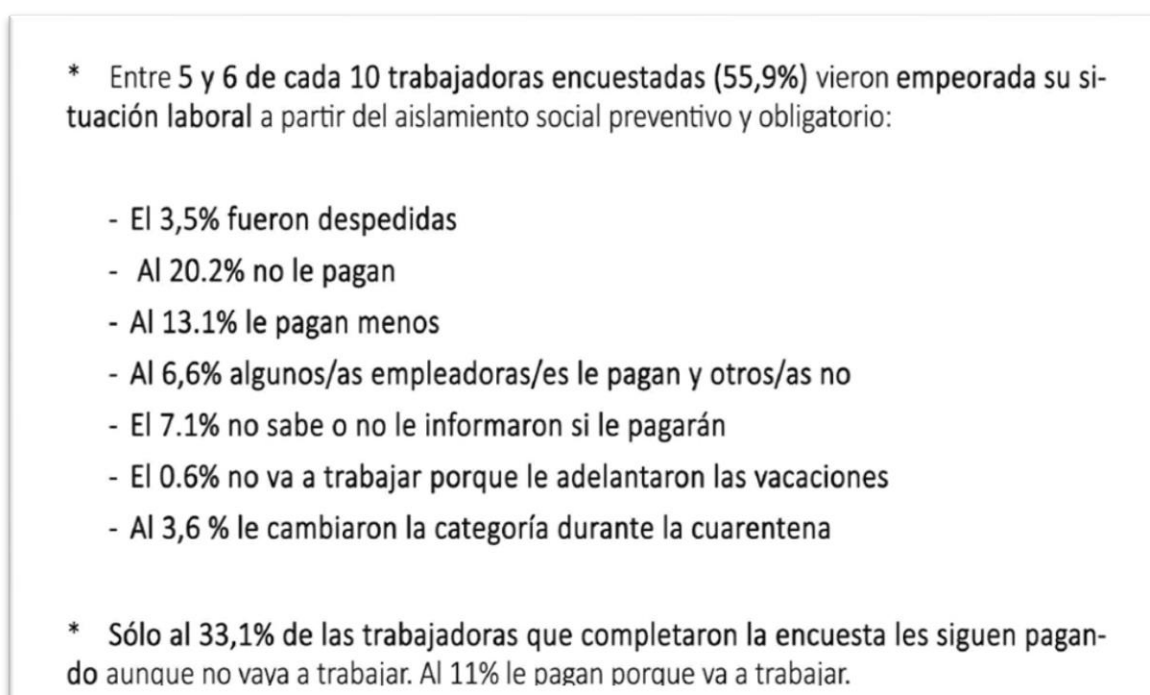 * Entre 5 y 6 de cada 10 trabajadoras encuestadas (55,9%) vieron empeorada su si-
tuación laboral a partir del aislamiento social preventivo y obligatorio:
- El 3,5% fueron despedidas
- Al 20.2% no le pagan
- Al 13.1% le pagan menos
- Al 6,6% algunos/as empleadoras/es le pagan y otros/as no
- El 7.1% no sabe o no le informaron si le pagarán
- El 0.6% no va a trabajar porque le adelantaron las vacaciones
- Al 3,6 % le cambiaron la categoría durante la cuarentena
* Sólo al 33,1% de las trabajadoras que completaron la encuesta les siguen pagan-
do aunque no vaya a trabajar. Al 11% le pagan porque va a trabajar.